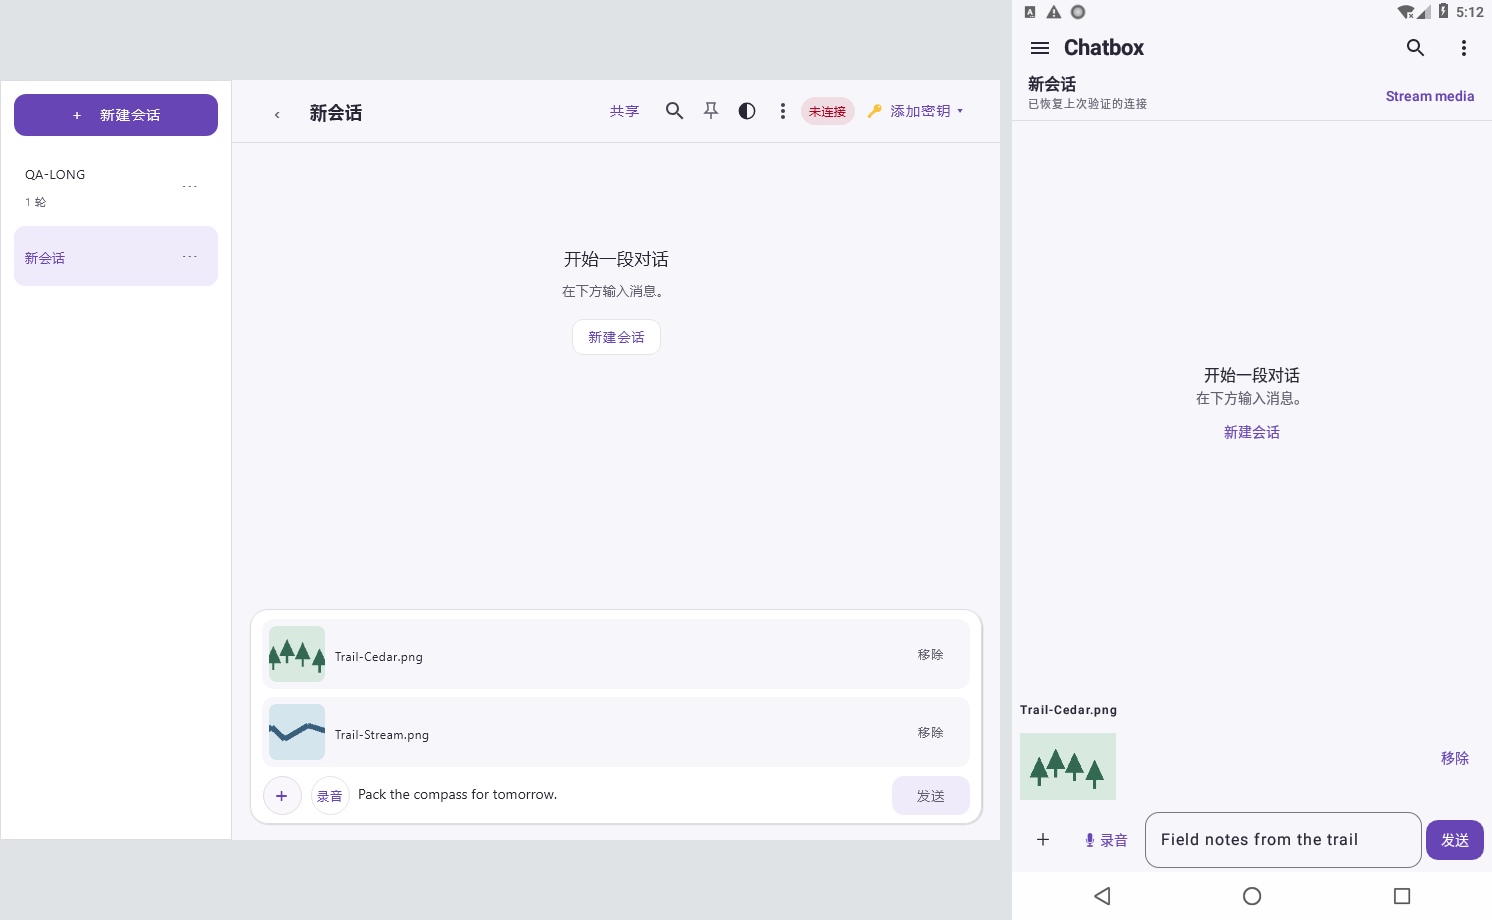 + 新建会话
QA-LONG
1 轮
新会话
新会话
共享
未连接
添加密钥
开始一段对话
在下方输入消息。
新建会话
Trail-Cedar.png
移除
Trail-Stream.png
移除
+
录音
Pack the compass for tomorrow.
发送
5:12
Chatbox
新会话
已恢复上次验证的连接
Stream media
开始一段对话
在下方输入消息。
新建会话
Trail-Cedar.png
移除
+
录音
Field notes from the trail
发送